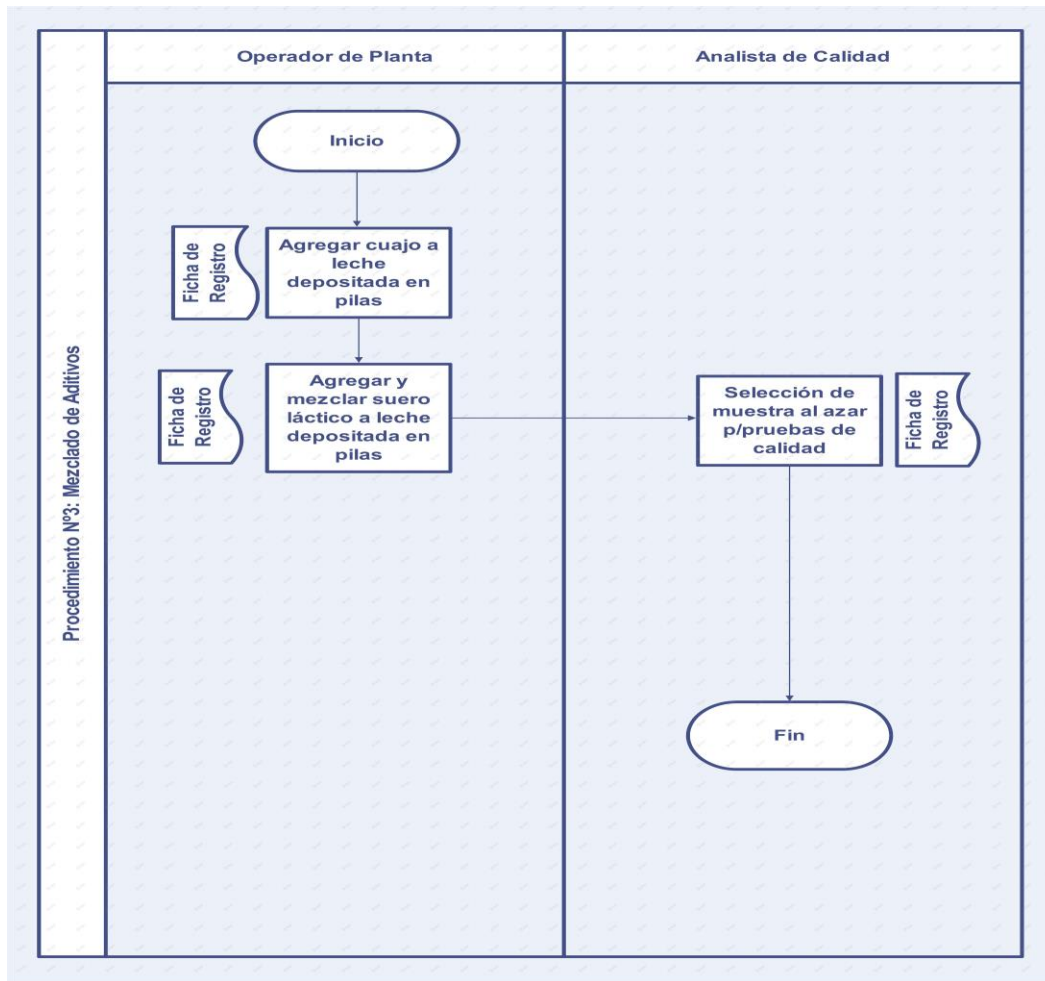 Operador de Planta
Analista de Calidad
Procedimiento Nº3: Mezclado de Aditivos
Inicio
Ficha de
Registro
Agregar cuajo a
leche
depositada en
pilas
Ficha de
Registro
Agregar y
mezclar suero
láctico a leche
depositada en
pilas
Selección de
muestra al azar
p/pruebas de
calidad
Ficha de
Registro
Fin